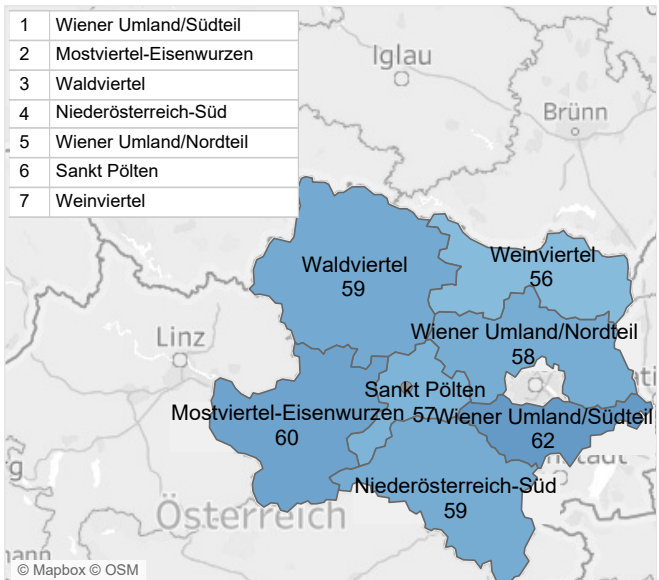 1 Wiener Umland/Südteil
2 Mostviertel-Eisenwurzen
3 Waldviertel
4 Niederösterreich-Süd
5 Wiener Umland/Nordteil
6 Sankt Pölten
7 Weinviertel
Iglau
Brünn
Waldviertel
59
Weinviertel
56
Linz
Wiener Umland/Nordteil
58
Sankt Pölten
57
Mostviertel-Eisenwurzen
60
Wiener Umland/Südteil
62
Niederösterreich-Süd
59
Österreich
© Mapbox © OSM